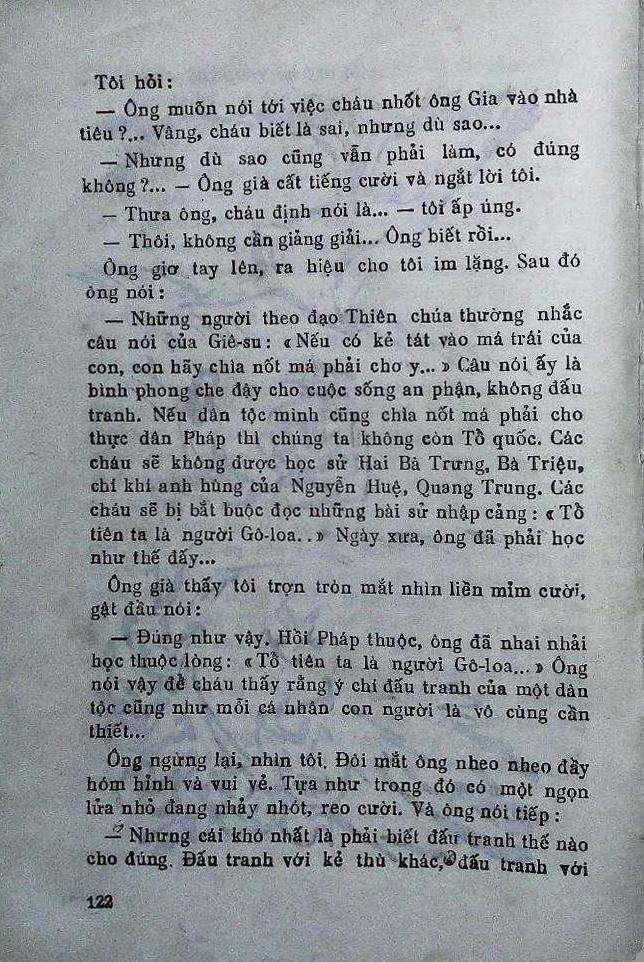 Tôi hỏi :
— Ông muốn nói tới việc cháu nhốt ông Gia vào nhà
tiêu ?... Vâng, cháu biết là sai, nhưng dù sao...
— Nhưng dù sao cũng vẫn phải làm, có đúng
không ?... — Ông già cất tiếng cười và ngắt lời tôi.
— Thưa ông, cháu định nói là... — tôi ấp úng.
— Thôi, không cần giảng giải... Ông biết rồi...
Ông giơ tay lên, ra hiệu cho tôi im lặng. Sau đó
ông nói :
— Những người theo đạo Thiên chúa thường nhắc
câu nói của Giê-su : « Nếu có kẻ tát vào má trái của
con, con hãy chìa nốt má phải cho y... » Câu nói ấy là
bình phong che đậy cho cuộc sống an phận, không đấu
tranh. Nếu dân tộc mình cũng chìa nốt má phải cho
thực dân Pháp thì chúng ta không còn Tổ quốc. Các
cháu sẽ không được học sử Hai Bà Trưng, Bà Triệu,
chí khí anh hùng của Nguyễn Huệ, Quang Trung. Các
cháu sẽ bị bắt buộc đọc những bài sử nhập cảng : « Tổ
tiên ta là người Gô-loa.. » Ngày xưa, ông đã phải học
như thế đấy...
Ông già thấy tôi trợn tròn mắt nhìn liền mỉm cười,
gật đầu nói :
— Đúng như vậy. Hồi Pháp thuộc, ông đã nhai nhải
học thuộc lòng : « Tổ tiên ta là người Gô-loa... » Ông
nói vậy để cháu thấy rằng ý chí đấu tranh của một dân
tộc cũng như mỗi cá nhân con người là vô cùng cần
thiết...
Ông ngừng lại, nhìn tôi. Đôi mắt ông nheo nheo đầy
hóm hỉnh và vui vẻ. Tựa như trong đó có một ngọn
lửa nhỏ đang nhảy nhót, reo cười. Và ông nói tiếp :
— Nhưng cái khó nhất là phải biết đấu tranh thế nào
cho đúng. Đấu tranh với kẻ thù khác, đấu tranh với
122